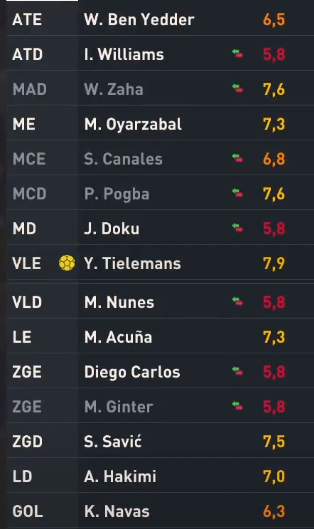 ATE W. Ben Yedder 6,5
ATD I. Williams 5,8
MAD W. Zaha 7,6
ME M. Oyarzabal 7,3
MCE S. Canales 6,8
MCD P. Pogba 7,6
MD J. Doku 5,8
VLE Y. Tielemans 7,9
VLD M. Nunes 5,8
LE M. Acuña 7,3
ZGE Diego Carlos 5,8
ZGE M. Ginter 5,8
ZGD S. Savić 7,5
LD A. Hakimi 7,0
GOL K. Navas 6,3